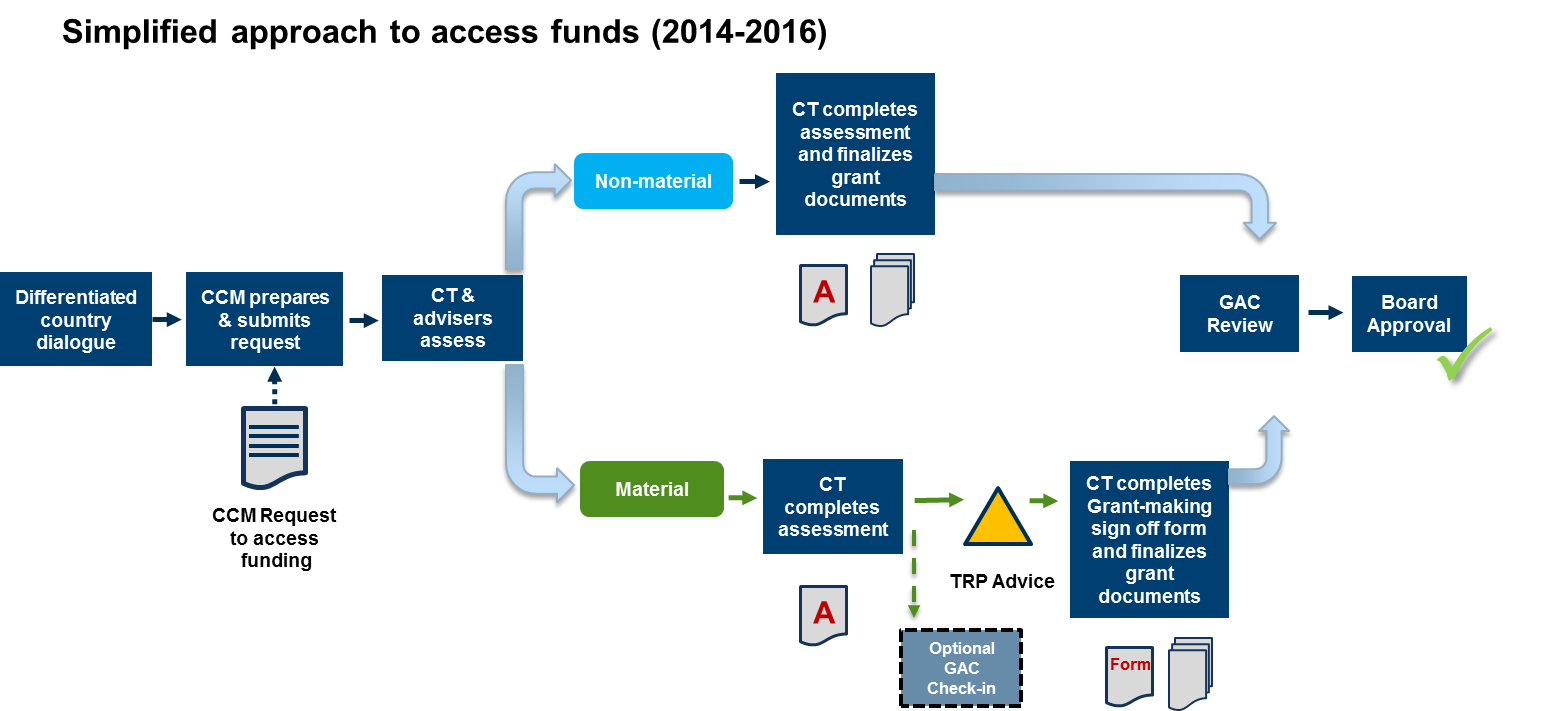 Simplified approach to access funds (2014-2016)
Differentiated
country
dialogue
CCM prepares
& submits
request
CCM Request
to access
funding
CT &
advisers
assess
Non-material
CT completes
assessment
and finalizes
grant
documents
A
Material
CT
completes
assessment
A
Optional
GAC
Check-in
TRP Advice
CT completes
Grant-making
sign off form
and finalizes
grant
documents
Form
GAC
Review
Board
Approval